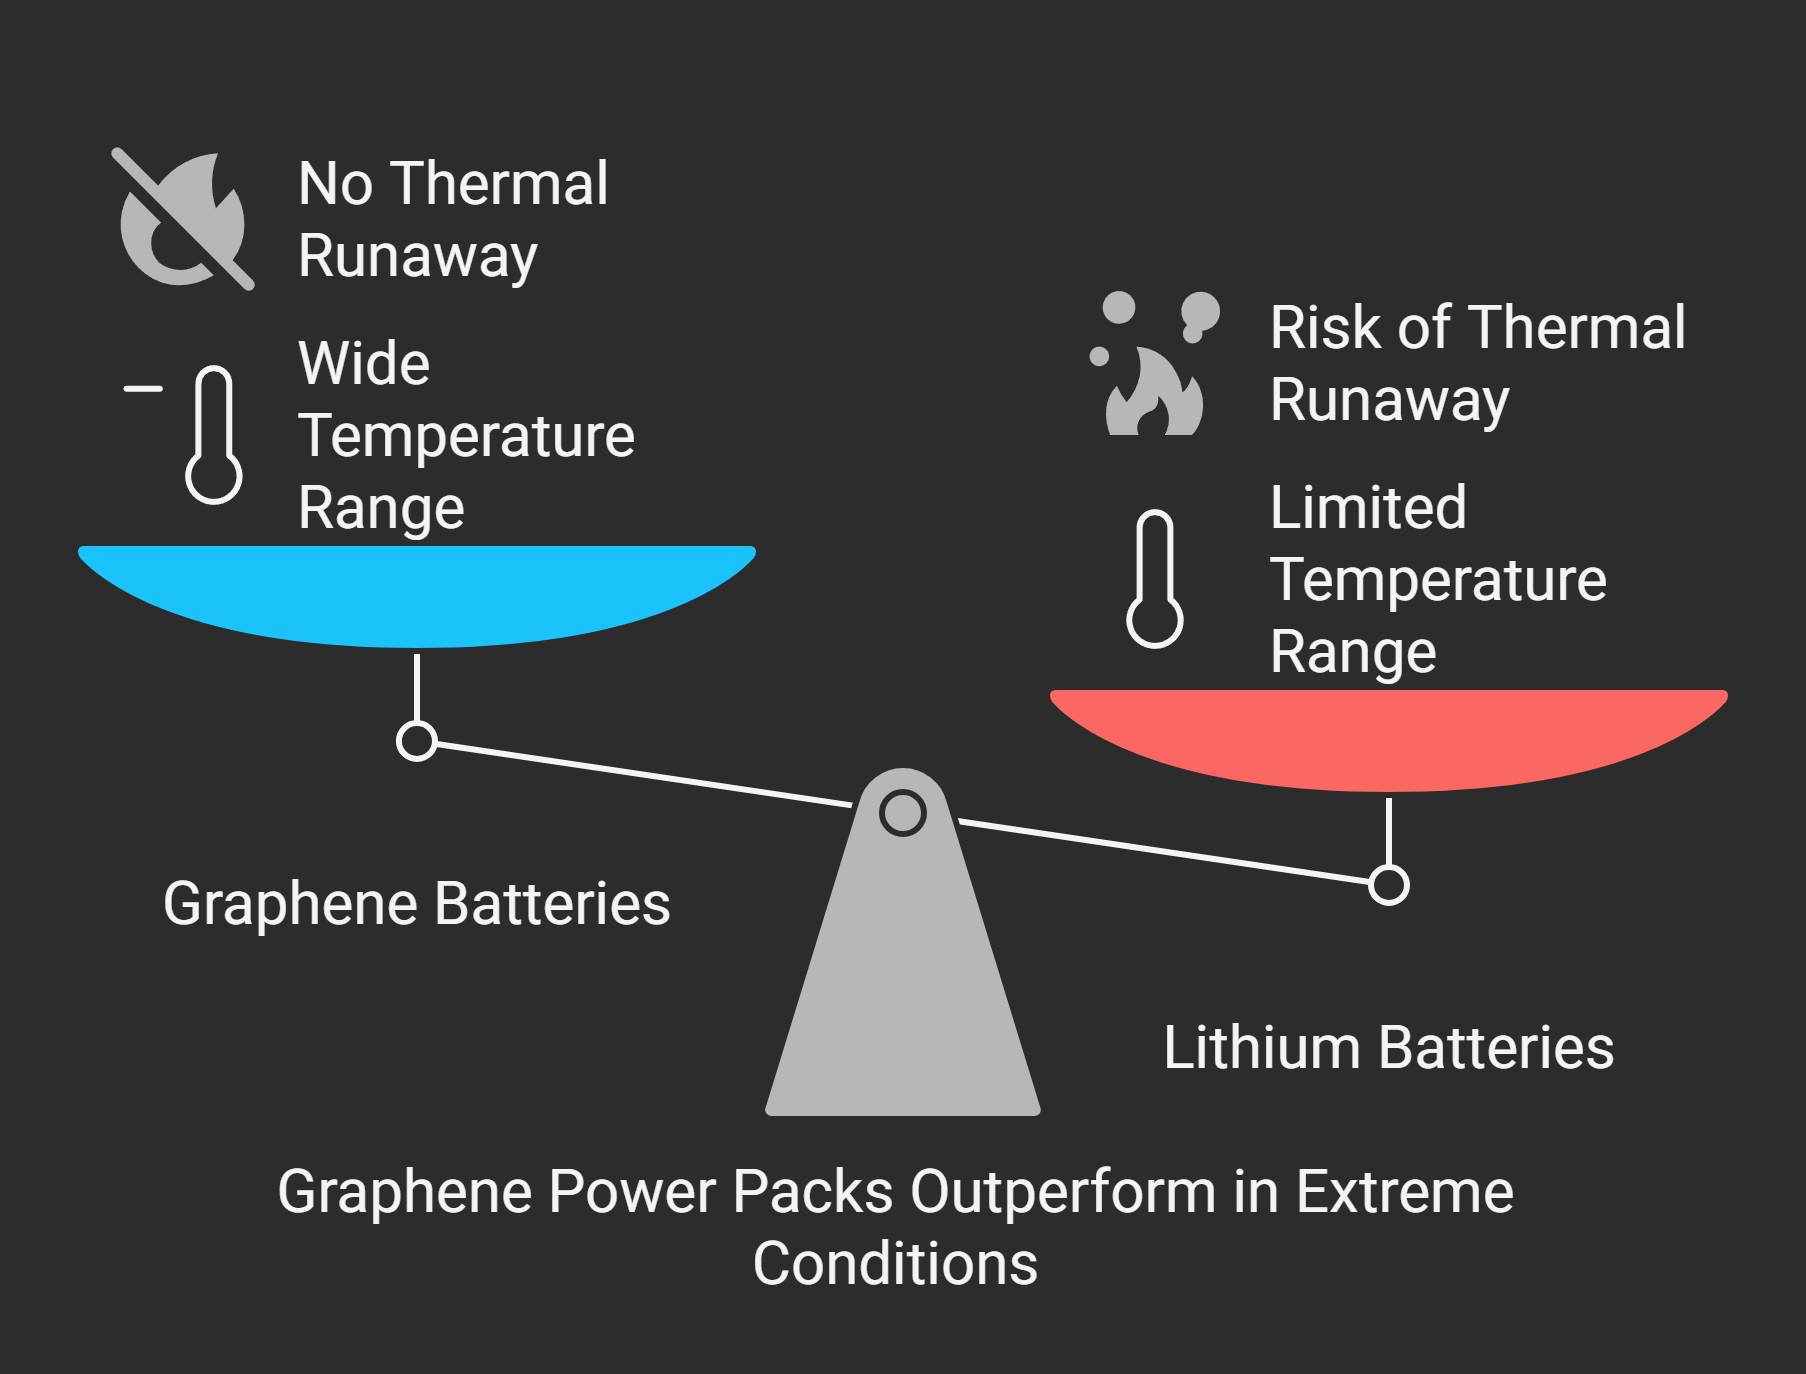 No Thermal
Runaway
Wide
Temperature
Range
Risk of Thermal
Runaway
Limited
Temperature
Range
Graphene Batteries
Lithium Batteries
Graphene Power Packs Outperform in Extreme
Conditions